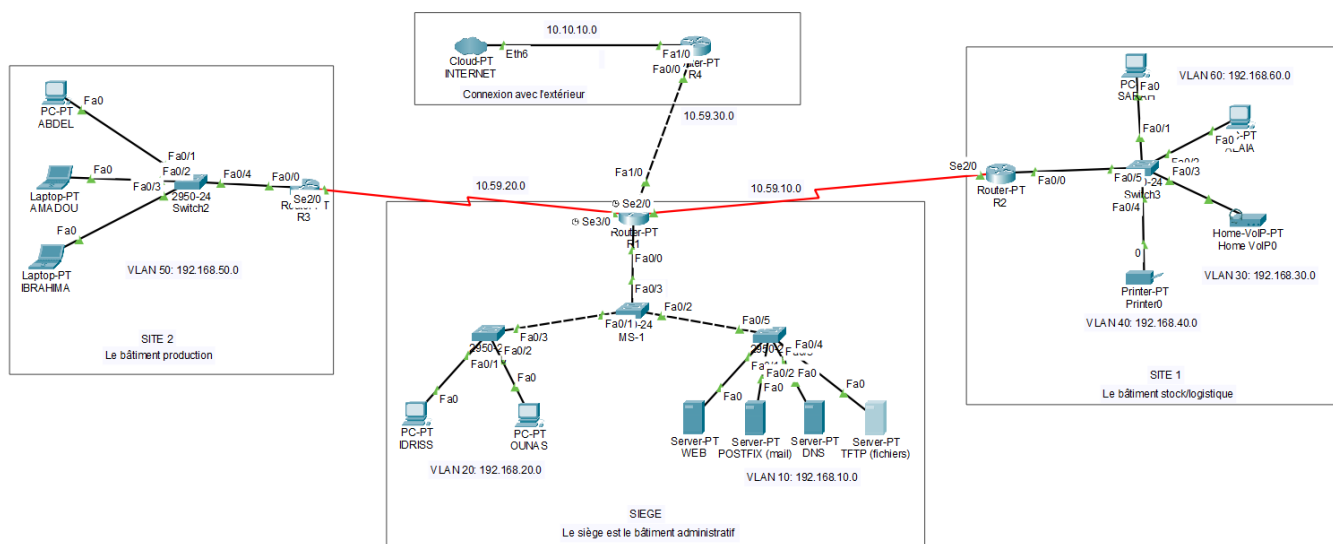 10.10.10.0
Cloud-PT
INTERNET
Eth6
Fa1/0
Fa0/0
R4
Connexion avec l'extérieur
10.59.30.0
Fa0
PC-PT
ABDEL
Fa0/1
Fa0/2
Fa0/4
Fa0/0
Fa0
Fa0/3
Laptop-PT
AMADOU
2950-24
Switch2
Se2/0
R3
Fa0
Laptop-PT
IBRAHIMA
VLAN 50: 192.168.50.0
SITE 2
Le bâtiment production
10.59.20.0
10.59.10.0
Fa1/0
Se2/0
Se3/0
Router-PT
R1
Fa0/0
Fa0/3
Fa0/2
Fa0/1
MS-1
Fa0/3
Fa0/5
Fa0/1
Fa0/2
Fa0/4
Fa0/2
Fa0
Fa0
Fa0
Fa0
Fa0
Fa0
PC-PT
IDRISS
PC-PT
OUNAS
Server-PT
WEB
Server-PT
POSTFIX (mail)
Server-PT
DNS
Server-PT
TFTP (fichiers)
VLAN 20: 192.168.20.0
VLAN 10: 192.168.10.0
SIEGE
Le siège est le bâtiment administratif
VLAN 60: 192.168.60.0
Fa0
Fa0/1
Fa0
Se2/0
Fa0/0
Router-PT
R2
Fa0/5
Fa0/3
Fa0/4
Switch3
Home-VoIP-PT
Home VoIP0
0
VLAN 30: 192.168.30.0
Printer-PT
Printer0
VLAN 40: 192.168.40.0
SITE 1
Le bâtiment stock/logistique